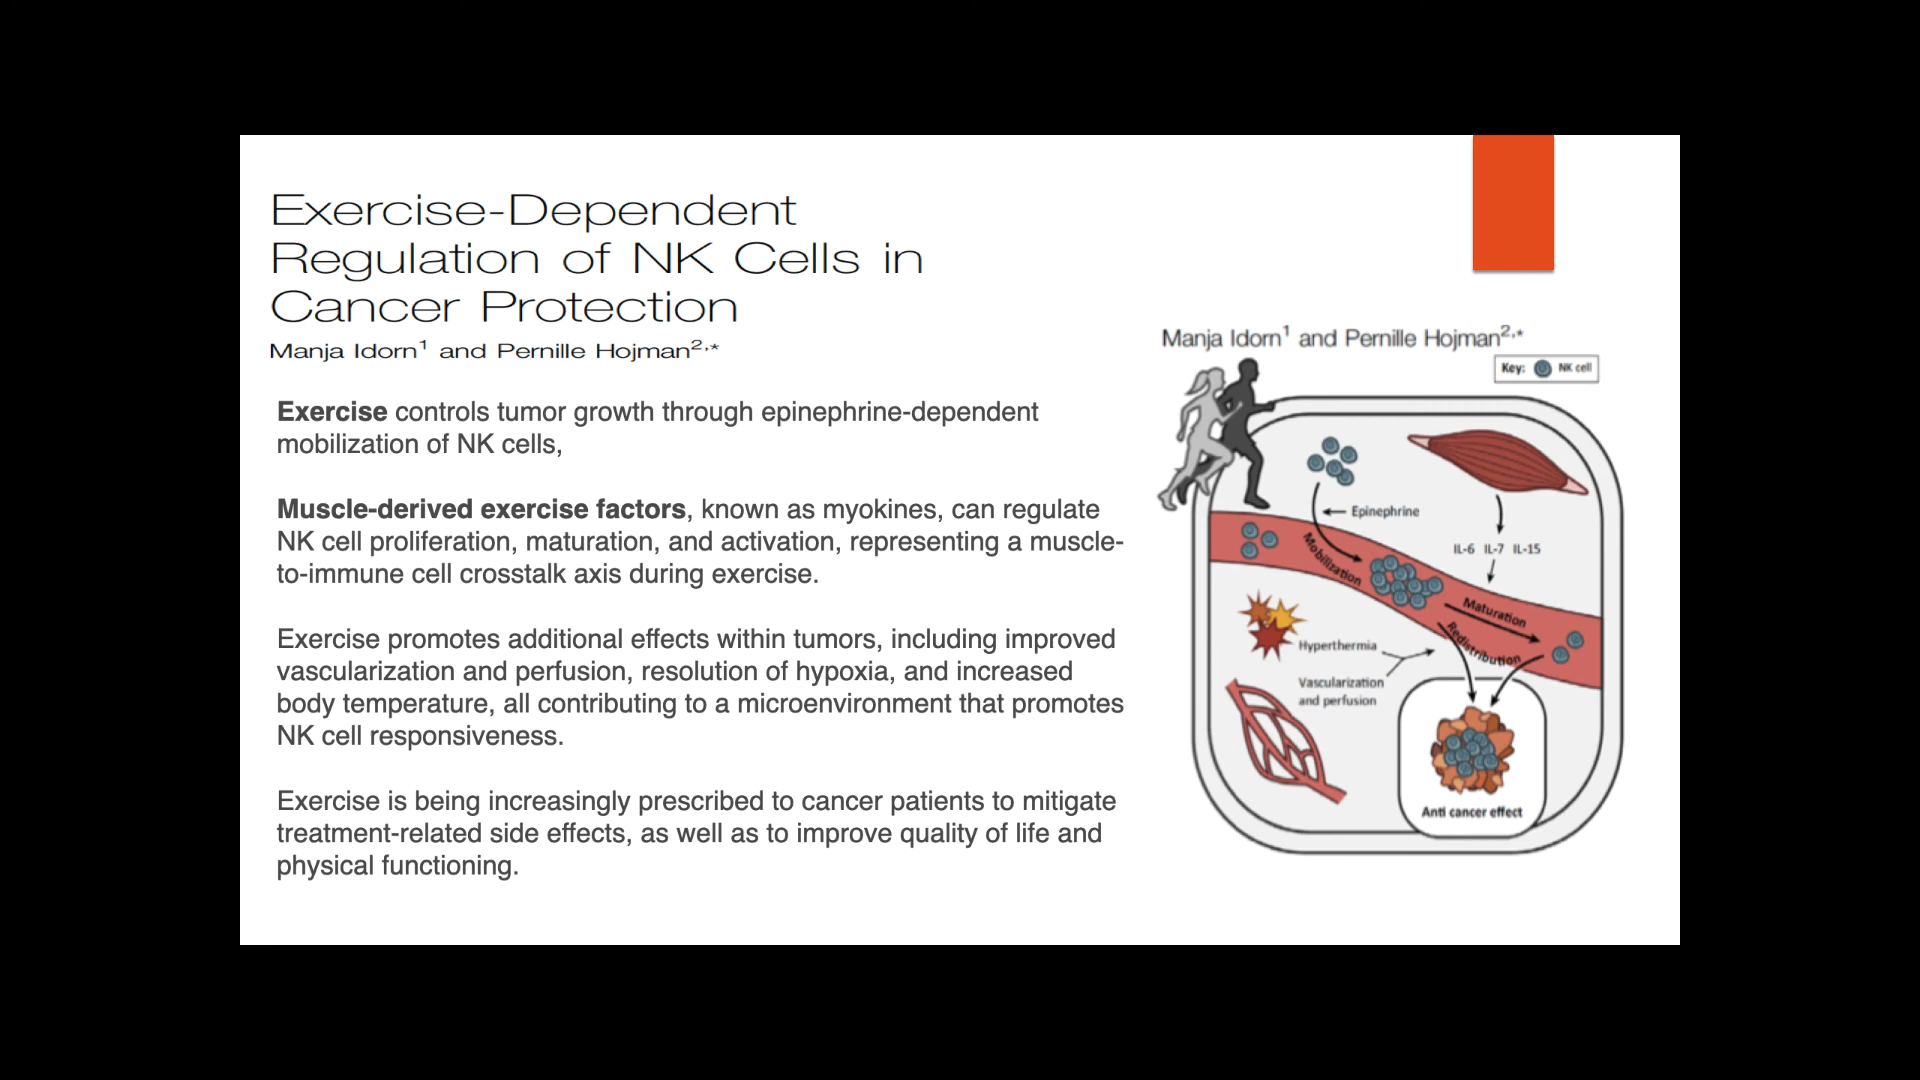 Exercise-Dependent
Regulation of NK Cells in
Cancer Protection
Manja Idorn1 and Pernille Hojman2,*
Exercise controls tumor growth through epinephrine-dependent
mobilization of NK cells,
Muscle-derived exercise factors, known as myokines, can regulate
NK cell proliferation, maturation, and activation, representing a muscle-
to-immune cell crosstalk axis during exercise.
Exercise promotes additional effects within tumors, including improved
vascularization and perfusion, resolution of hypoxia, and increased
body temperature, all contributing to a microenvironment that promotes
NK cell responsiveness.
Exercise is being increasingly prescribed to cancer patients to mitigate
treatment-related side effects, as well as to improve quality of life and
physical functioning.
Manja Idorn1 and Pernille Hojman2,*
Key: NK cell
Epinephrine
Mobilization
IL-6 IL-7 IL-15
Maturation
Redistribution
Hyperthermia
Vascularization
and perfusion
Anti cancer effect